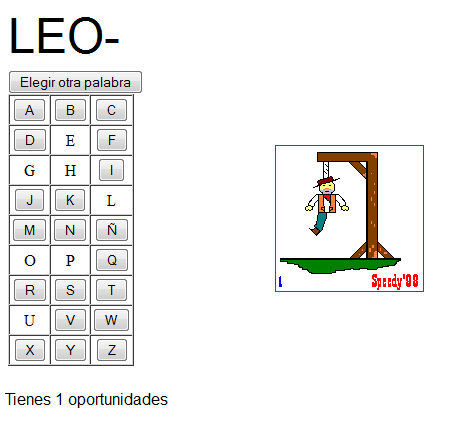 LEO-
Elegir otra palabra
A B C
D E F
G H I
J K L
M N Ñ
O P Q
R S T
U V W
X Y Z
1 Speedy'98
Tienes 1 oportunidades